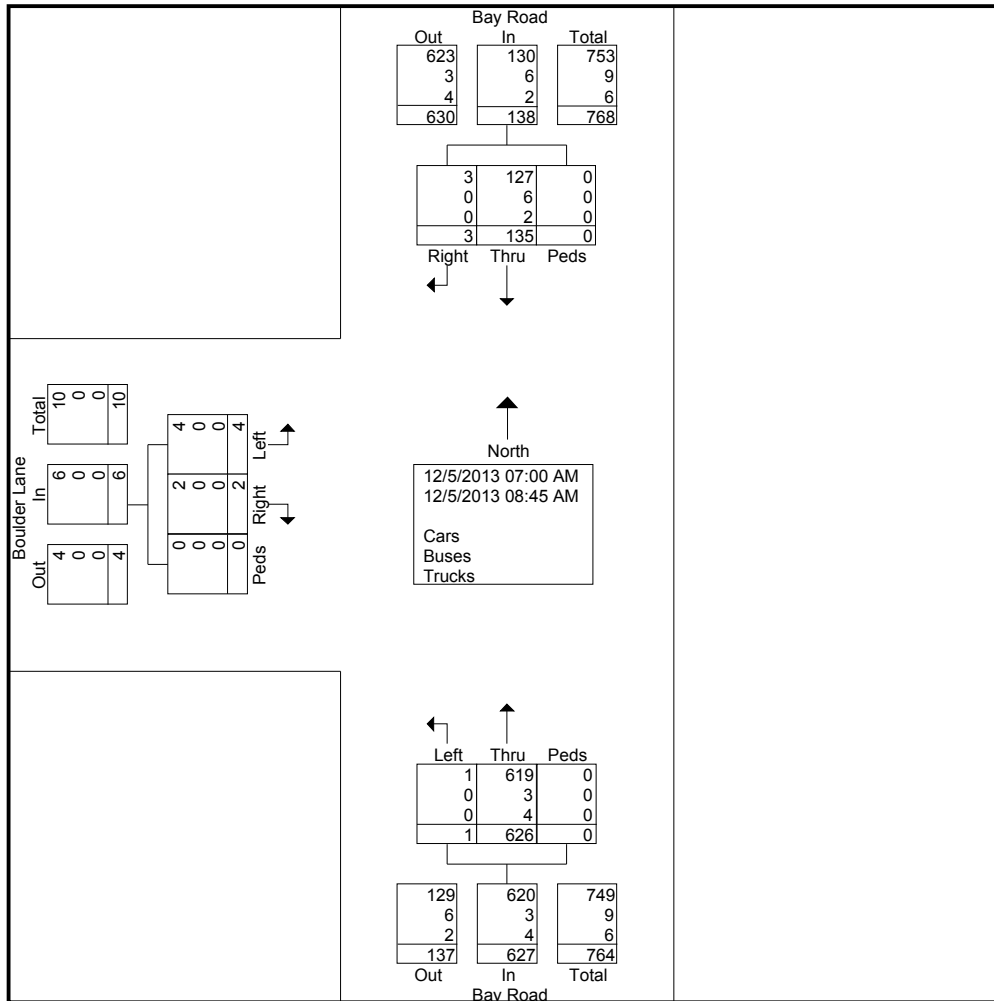 Bay Road
Out In Total
623 130 753
3 6 9
4 2 6
630 138 768
3 127 0
0 6 0
0 2 0
3 135 0
Right Thru Peds
Boulder Lane
Total
10
0
0
10
In
6
0
0
6
Out
4
0
0
4
Left
4
0
0
4
Right
2
0
0
2
Peds
0
0
0
0
North
12/5/2013 07:00 AM
12/5/2013 08:45 AM
Cars
Buses
Trucks
Left Thru Peds
1 619 0
0 3 0
0 4 0
1 626 0
129 620 749
6 3 9
2 4 6
137 627 764
Out In Total
Bay Road